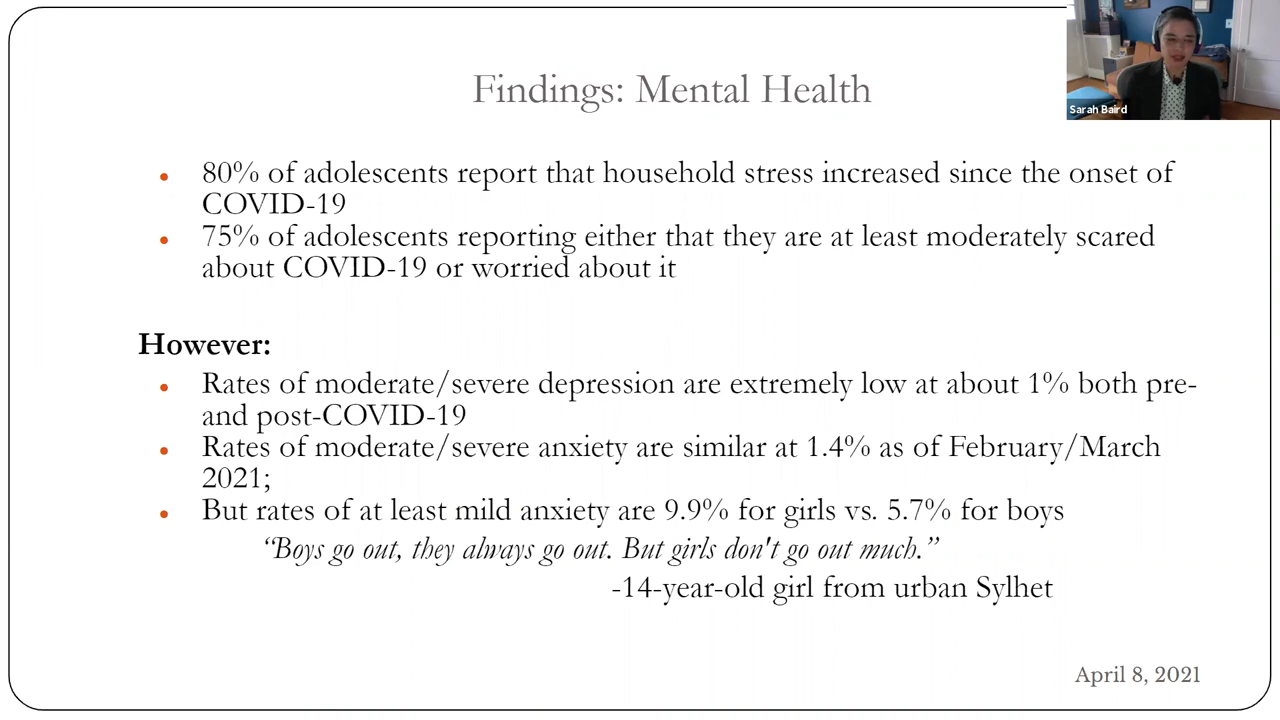 Findings: Mental Health
Sarah Baird
80% of adolescents report that household stress increased since the onset of
COVID-19
75% of adolescents reporting either that they are at least moderately scared
about COVID-19 or worried about it
However:
Rates of moderate/severe depression are extremely low at about 1% both pre-
and post-COVID-19
Rates of moderate/severe anxiety are similar at 1.4% as of February/March
2021;
But rates of at least mild anxiety are 9.9% for girls vs. 5.7% for boys
“Boys go out, they always go out. But girls don't go out much.”
-14-year-old girl from urban Sylhet
April 8, 2021